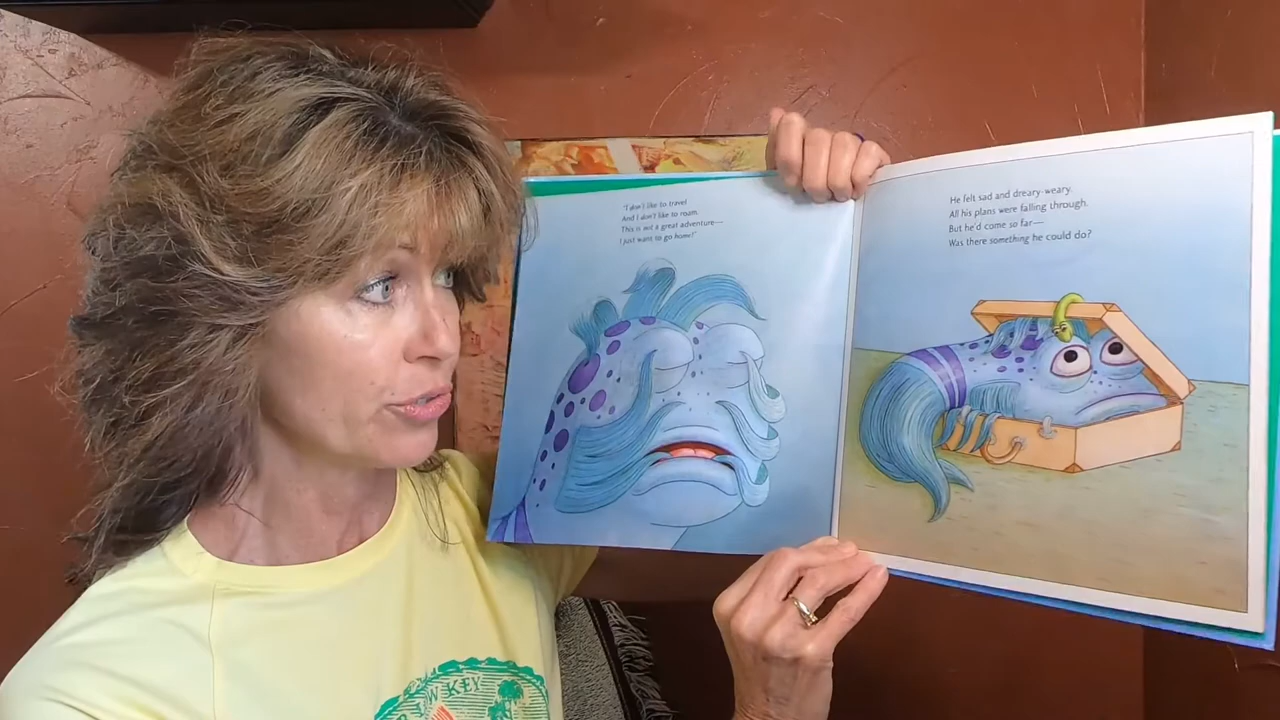 "I don't like to travel
And I don't like to roam.
This is not a great adventure—
I just want to go home!"
He felt sad and dreary-weary.
All his plans were falling through.
But he'd come so far—
Was there something he could do?
KEY